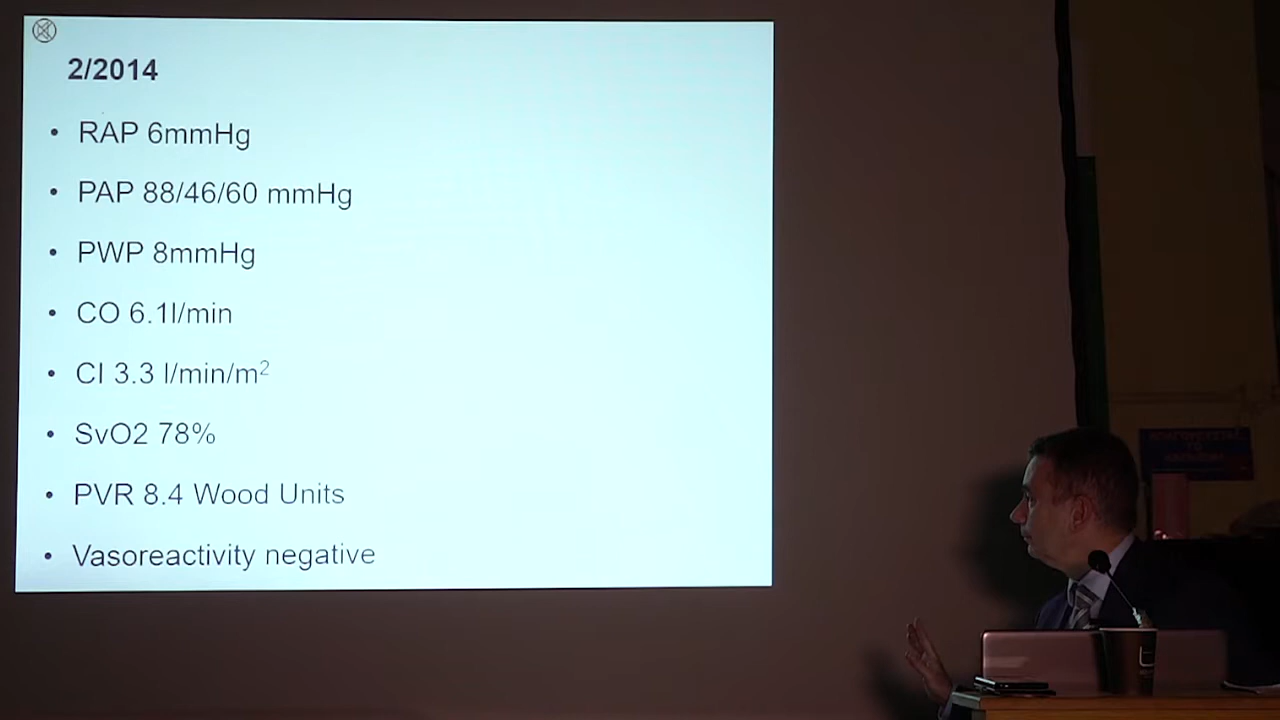 2/2014
• RAP 6mmHg
• PAP 88/46/60 mmHg
• PWP 8mmHg
• CO 6.1l/min
• CI 3.3 l/min/m²
• SvO2 78%
• PVR 8.4 Wood Units
• Vasoreactivity negative